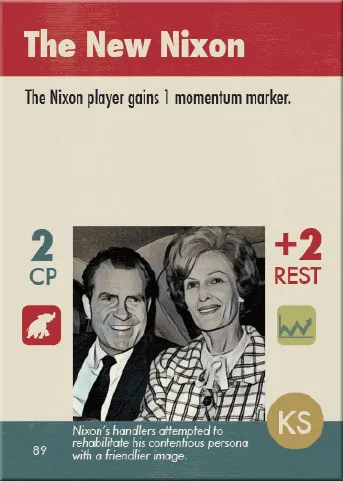 The New Nixon
The Nixon player gains 1 momentum marker.
2
CP
+2
REST
KS
Nixon's handlers attempted to
rehabilitate his contentious persona
with a friendlier image.
89